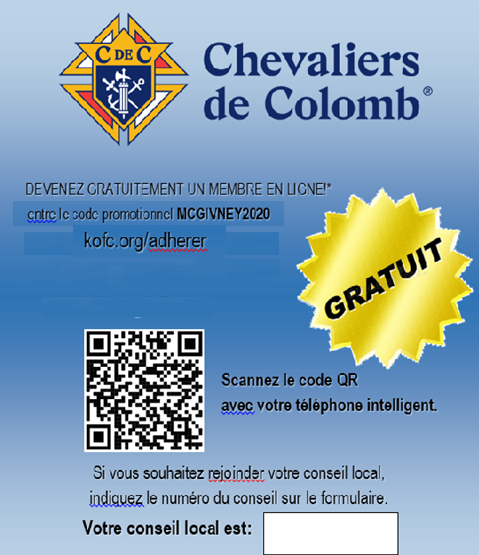 C DE C
Chevaliers
de Colomb®
DEVENEZ GRATUITEMENT UN MEMBRE EN LIGNE!*
entre le code promotionnel MCGIVNEY2020
kofc.org/adherer
GRATUIT
Scannez le code QR
avec votre téléphone intelligent.
Si vous souhaitez rejoinder votre conseil local,
indiquez le numéro du conseil sur le formulaire.
Votre conseil local est: